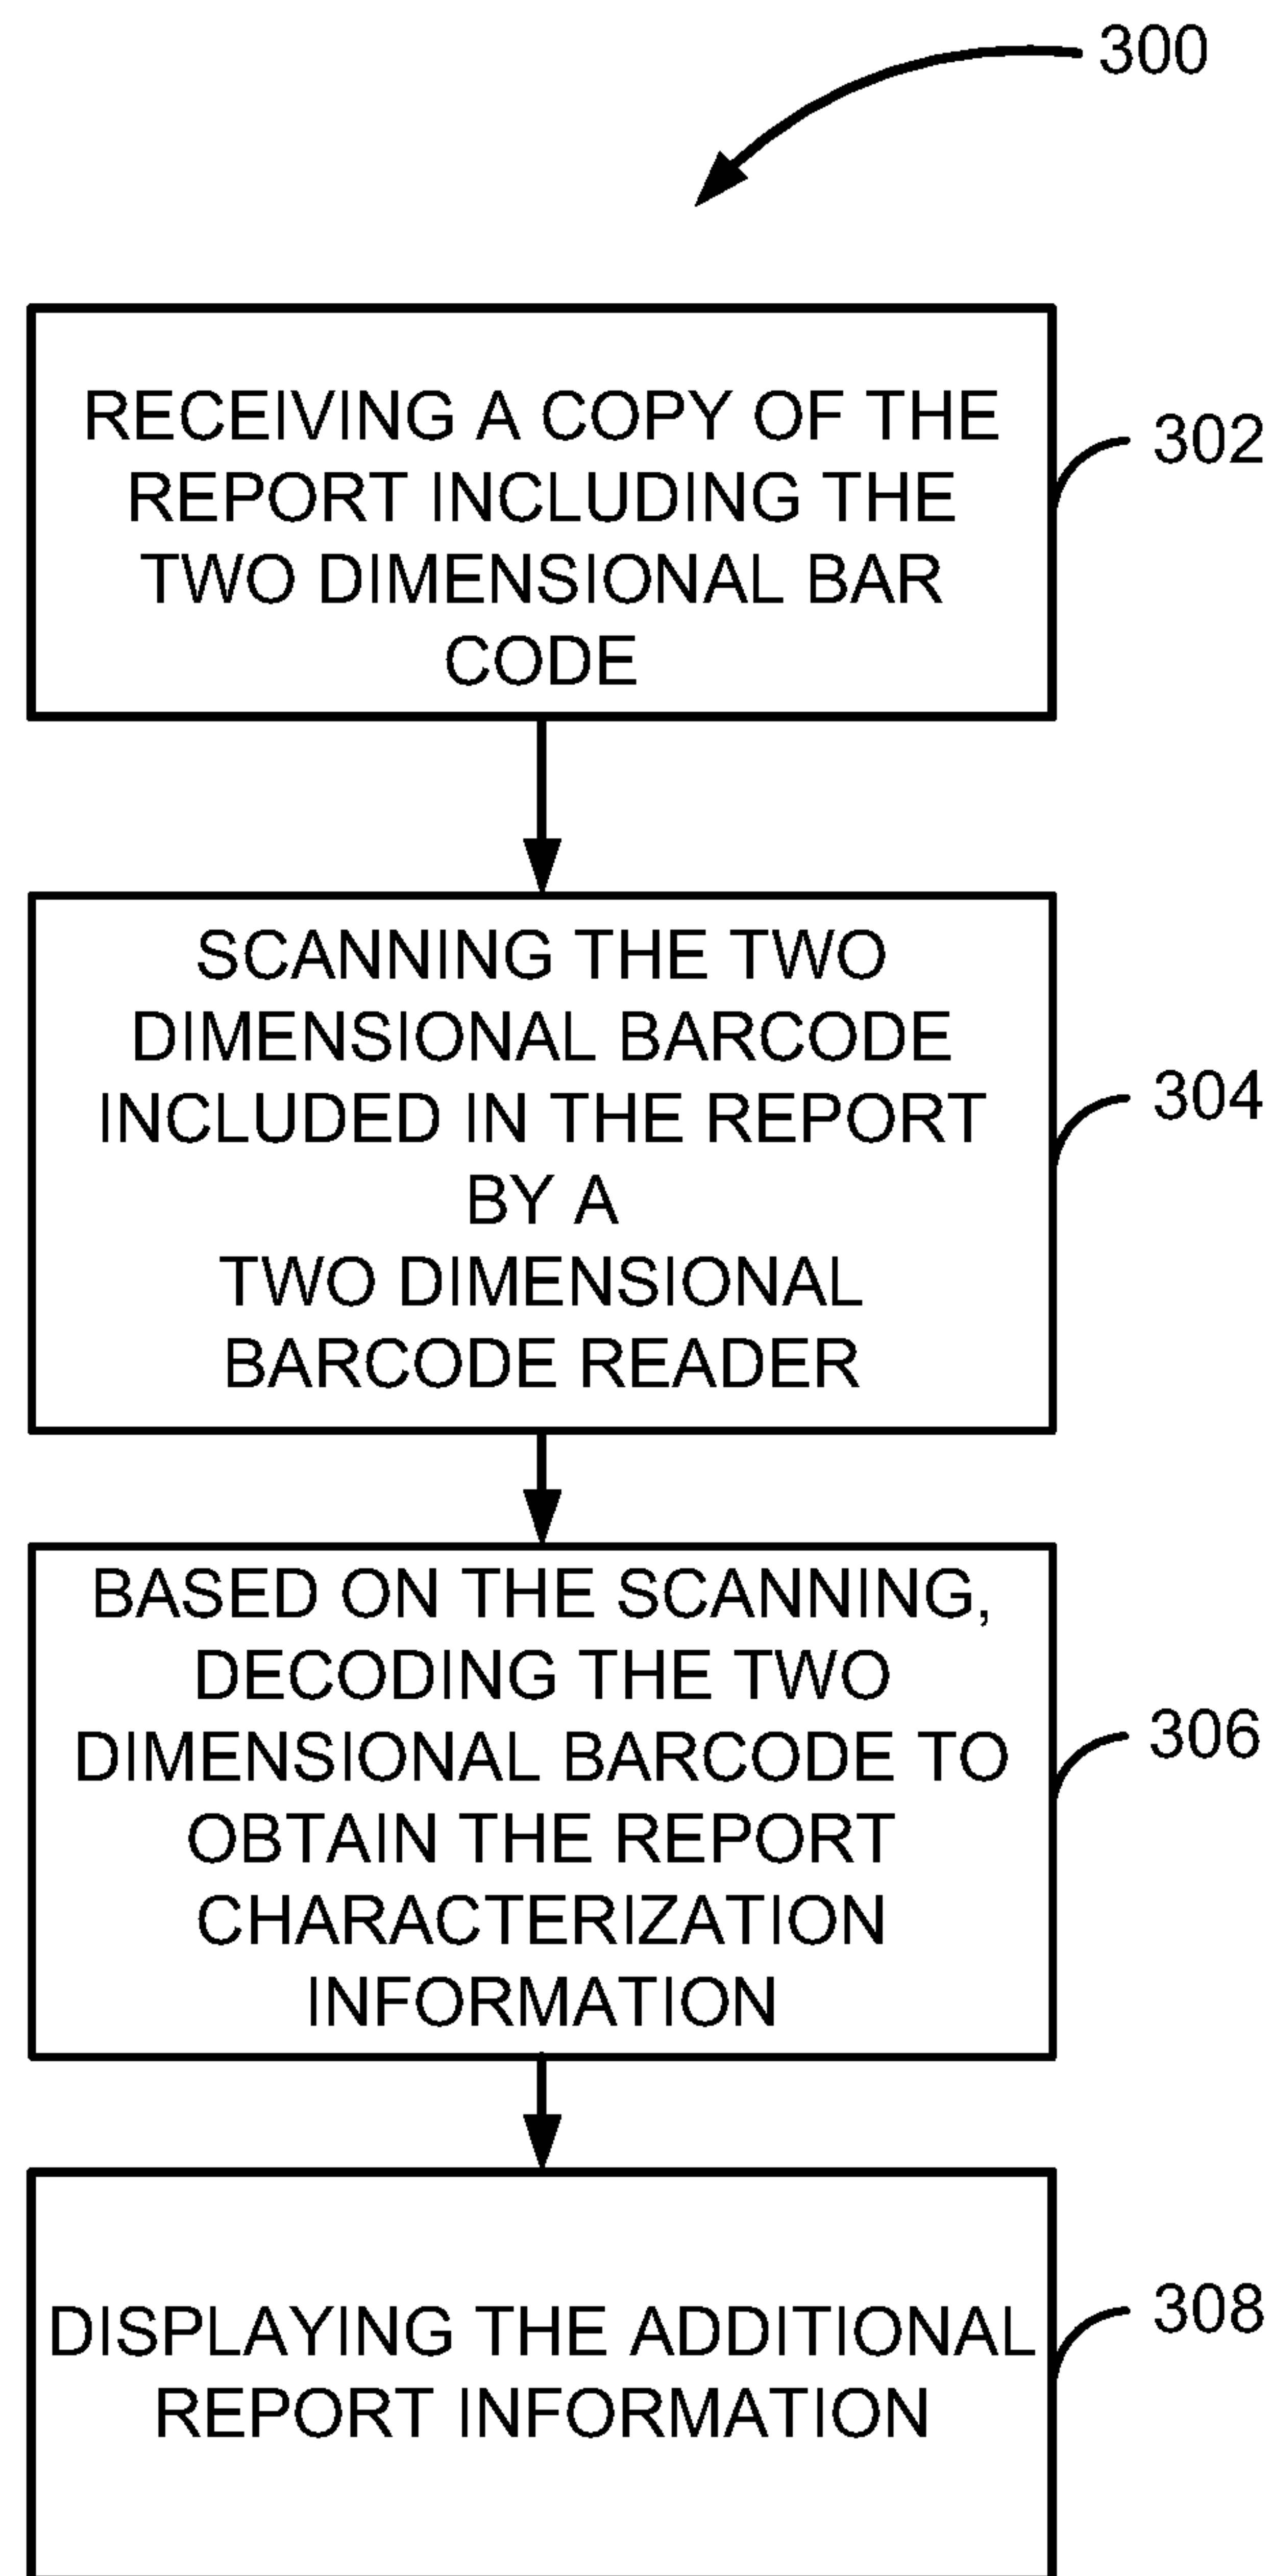 300
RECEIVING A COPY OF THE
REPORT INCLUDING THE
TWO DIMENSIONAL BAR
CODE
302
SCANNING THE TWO
DIMENSIONAL BARCODE
INCLUDED IN THE REPORT
BY A
TWO DIMENSIONAL
BARCODE READER
304
BASED ON THE SCANNING,
DECODING THE TWO
DIMENSIONAL BARCODE TO
OBTAIN THE REPORT
CHARACTERIZATION
INFORMATION
306
DISPLAYING THE ADDITIONAL
REPORT INFORMATION
308